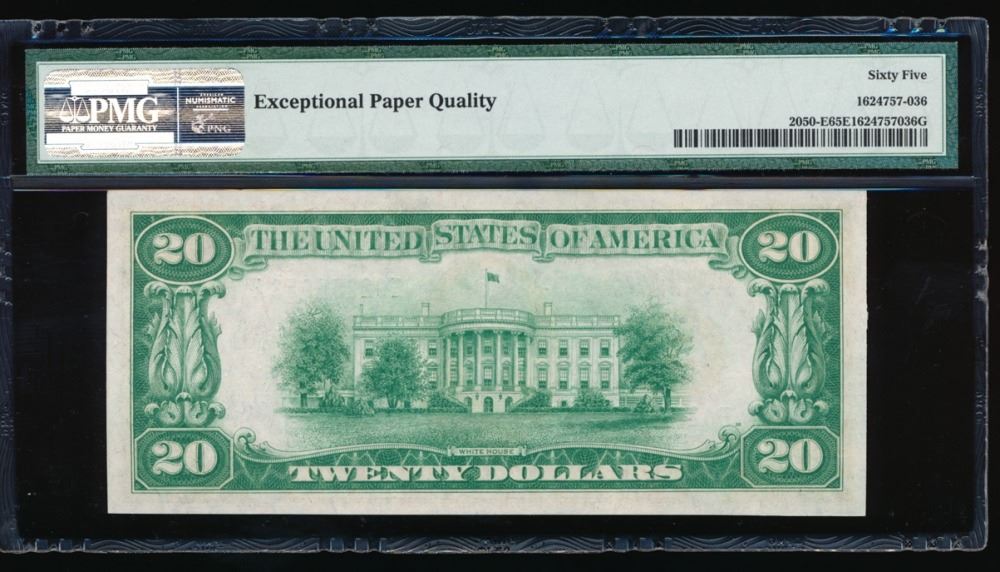 PMG
PAPER MONEY GUARANTY
AMERICAN
NUMISMATIC
ASSOCIATION
PNG
Exceptional Paper Quality
Sixty Five
1624757-036
2050-E65E1624757036G
20 THE UNITED STATES OF AMERICA 20
WHITE HOUSE
20 TWENTY DOLLARS 20